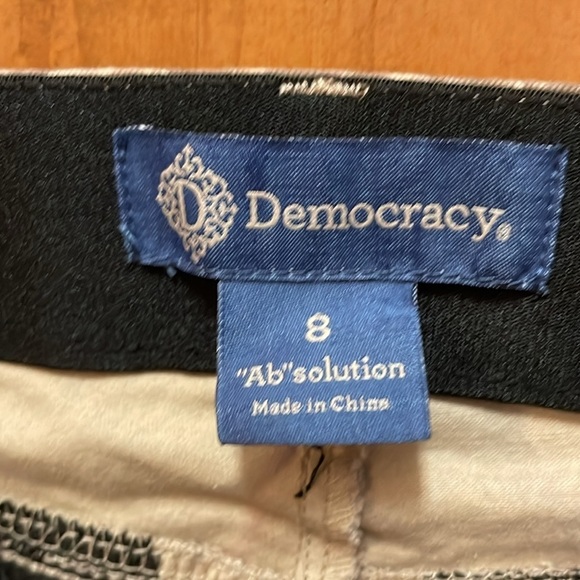 D Democracy®
8
"Ab"solution
Made in China